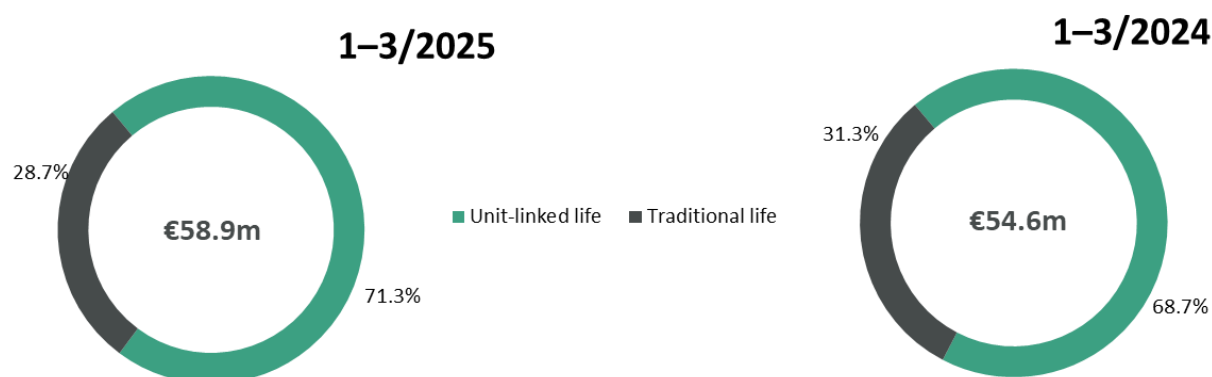 1–3/2025
1–3/2024
28.7%
€58.9m
71.3%
Unit-linked life
Traditional life
31.3%
€54.6m
68.7%